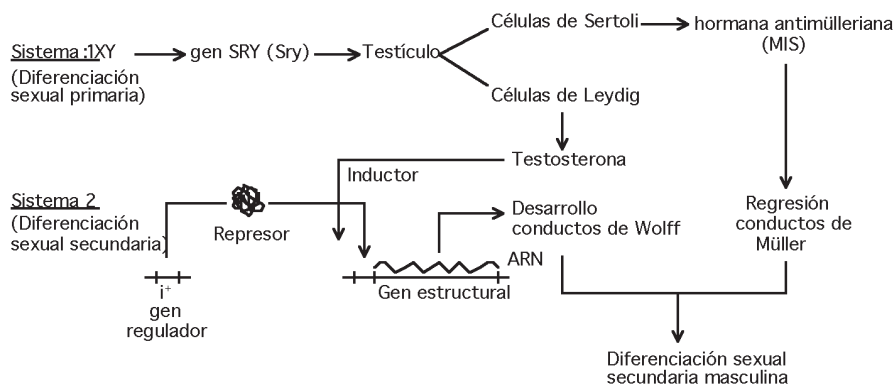 Sistema :1XY
(Diferenciación
sexual primaria)
gen SRY (Sry)
Testículo
Células de Sertoli
hormana antimülleriana
(MIS)
Células de Leydig
Testosterona
Inductor
Sistema 2
(Diferenciación
sexual secundaria)
Represor
Desarrollo
conductos de Wolff
Regresión
conductos de
Müller
ARN
i+
gen
regulador
Gen estructural
Diferenciación sexual
secundaria masculina